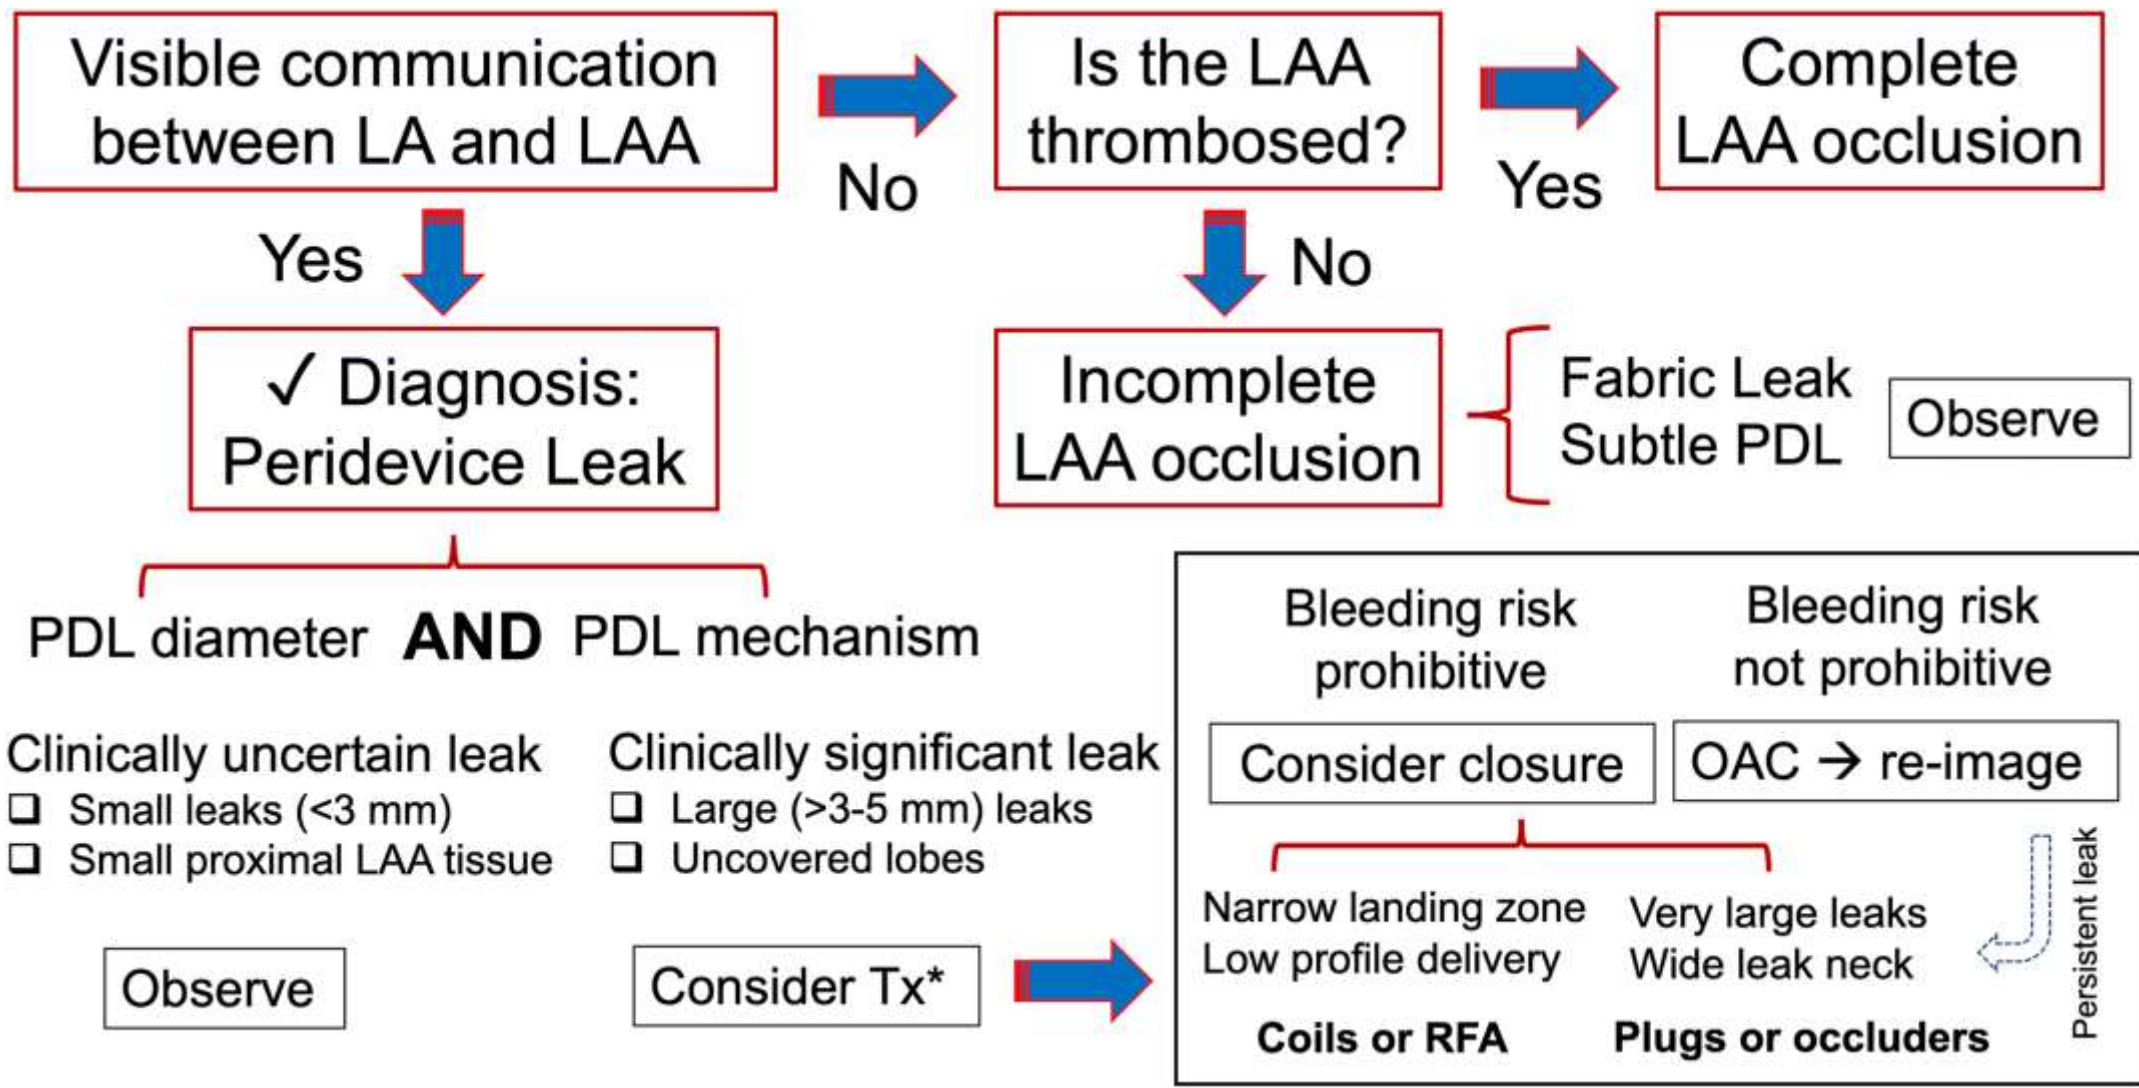 Visible communication
between LA and LAA
No
Is the LAA
thrombosed?
Yes
Complete
LAA occlusion
Yes
No
✓ Diagnosis:
Peridevice Leak
Incomplete
LAA occlusion
Fabric Leak
Subtle PDL
Observe
PDL diameter AND PDL mechanism
Clinically uncertain leak
❑ Small leaks (<3 mm)
❑ Small proximal LAA tissue
Observe
Clinically significant leak
❑ Large (>3-5 mm) leaks
❑ Uncovered lobes
Consider Tx*
Bleeding risk
prohibitive
Consider closure
Bleeding risk
not prohibitive
OAC → re-image
Narrow landing zone
Low profile delivery
Coils or RFA
Very large leaks
Wide leak neck
Plugs or occluders
Persistent leak